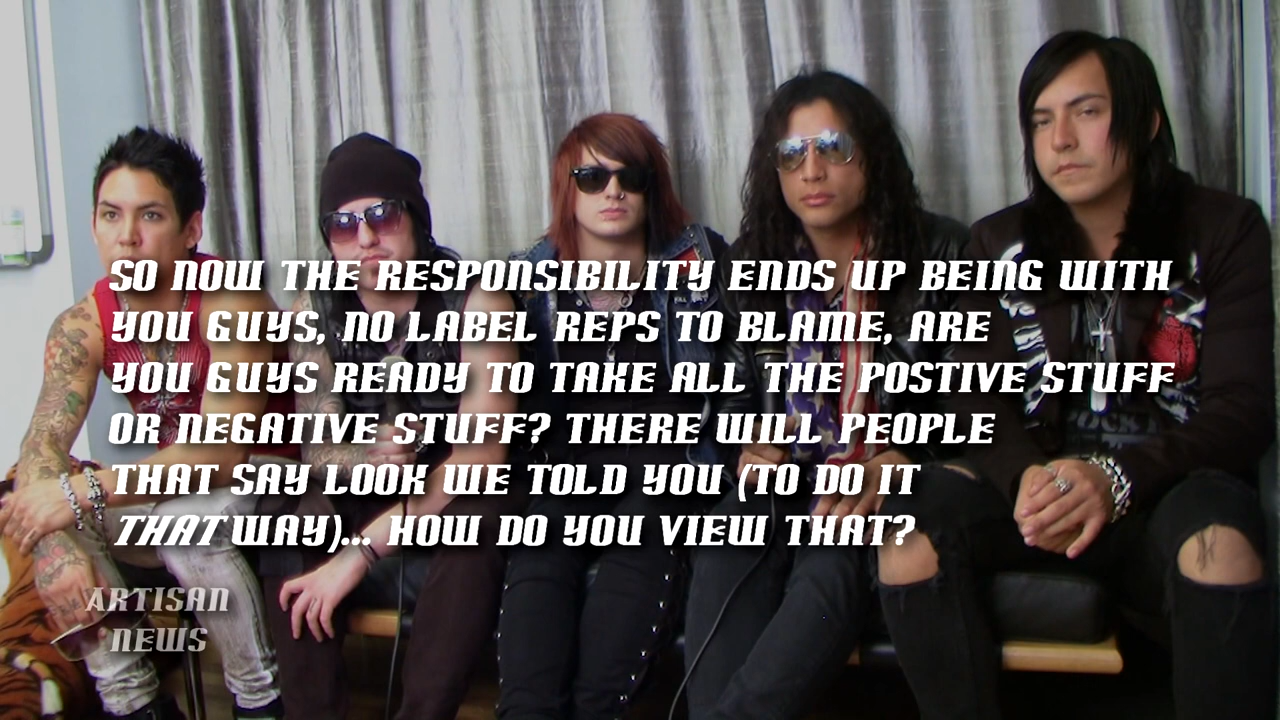 SO NOW THE RESPONSIBILITY ENDS UP BEING WITH
YOU GUYS, NO LABEL REPS TO BLAME, ARE
YOU GUYS READY TO TAKE ALL THE POSTIVE STUFF
OR NEGATIVE STUFF? THERE WILL PEOPLE
THAT SAY LOOK WE TOLD YOU (TO DO IT
THAT WAY)... HOW DO YOU VIEW THAT?
ARTISAN
NEWS